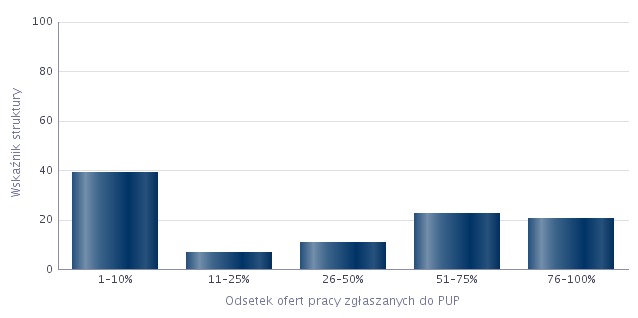 100
80
60
40
20
0
Wskaźnik struktury
1-10% 11-25% 26-50% 51-75% 76-100%
Odsetek ofert pracy zgłaszanych do PUP